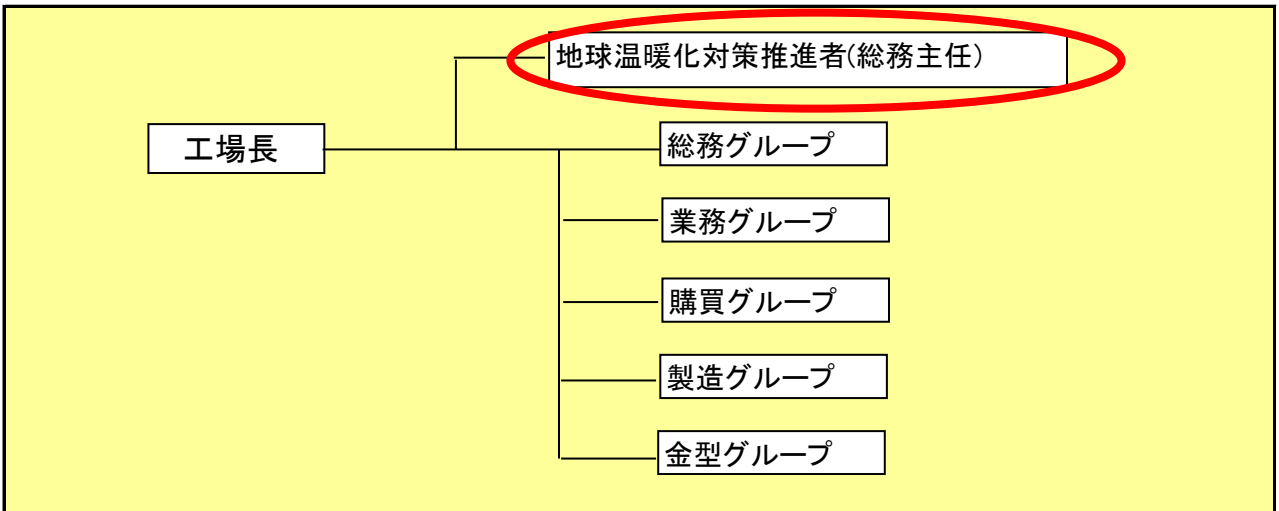 地球温暖化対策推進者(総務主任）
工場長
総務グループ
業務グループ
購買グループ
製造グループ
金型グループ